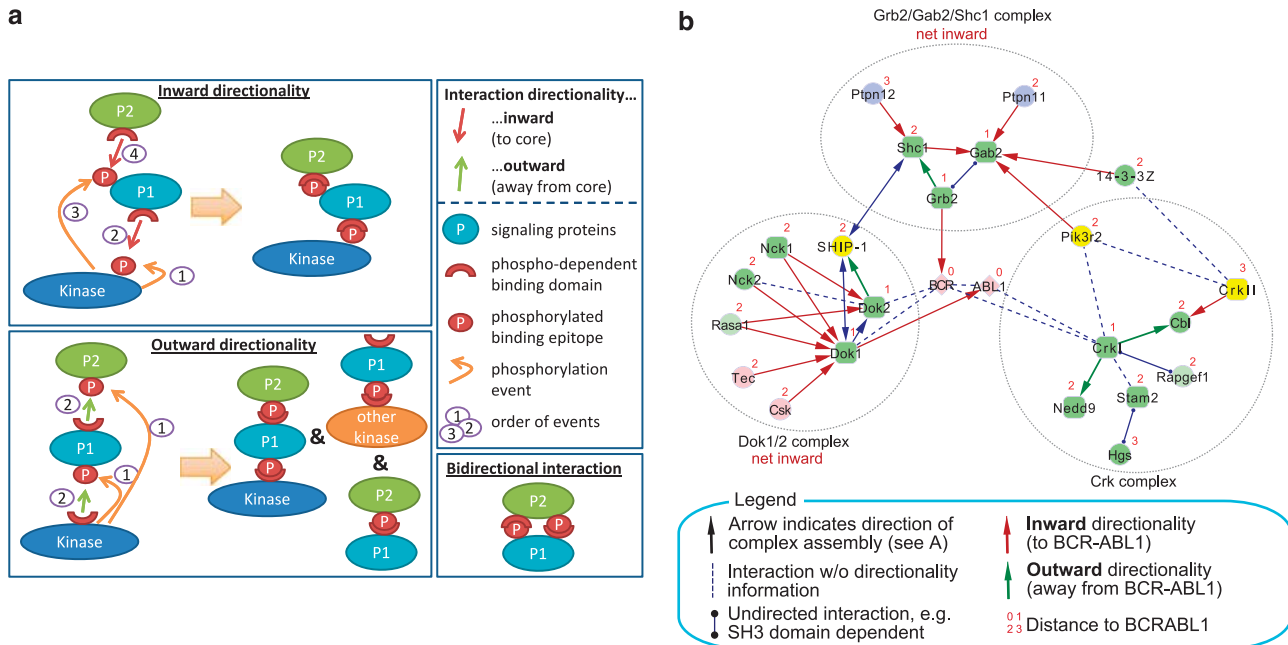 a
Inward directionality
P2
4
P
P1
3
2
P
1
Kinase
P2
P
P1
P
Kinase
Outward directionality
P2
P
2
1
P1
P
1
2
Kinase
P2
P
P1
P
Kinase
&
P1
P
other
kinase
&
P2
P
P1
Interaction directionality…
…inward
(to core)
…outward
(away from core)
P
signaling proteins
phospho-dependent
binding domain
P
phosphorylated
binding epitope
phosphorylation
event
1
3
2
order of events
Bidirectional interaction
P2
P
P
P1
b
Grb2/Gab2/Shc1 complex
net inward
3
Ptpn12
2
Ptpn11
2
Shc1
1
Gab2
1
Grb2
2
14-3-3Z
2
Nck1
2
SHIP-1
2
Pik3r2
2
Nck2
0
BCR
0
ABL1
3
CrkII
1
Dok2
2
Rasa1
2
Cbl
1
Dok1
1
CrkI
2
Tec
2
Rapgef1
2
Csk
2
Nedd9
2
Stam2
3
Hgs
Dok1/2 complex
net inward
Crk complex
Legend
Arrow indicates direction of
complex assembly (see A)
Interaction w/o directionality
information
Undirected interaction, e.g.
SH3 domain dependent
Inward directionality
(to BCR-ABL1)
Outward directionality
(away from BCR-ABL1)
0 1
2 3
Distance to BCRABL1